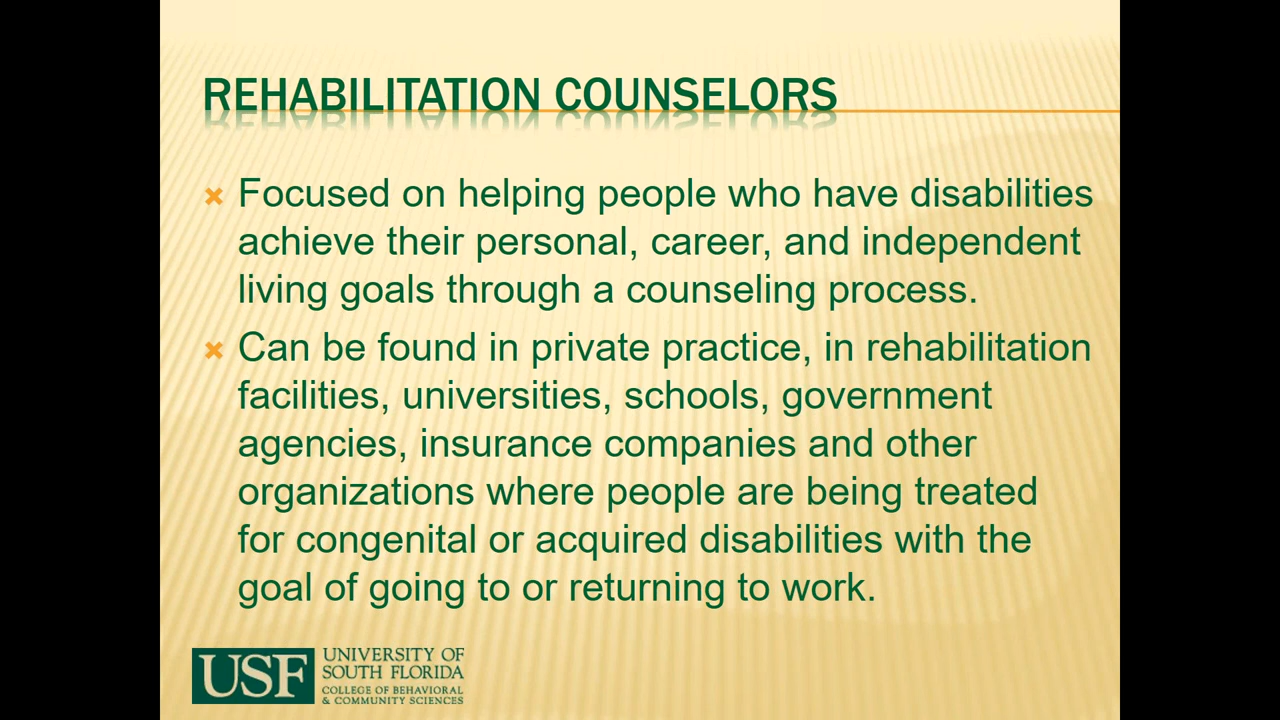 REHABILITATION COUNSELORS
Focused on helping people who have disabilities
achieve their personal, career, and independent
living goals through a counseling process.
Can be found in private practice, in rehabilitation
facilities, universities, schools, government
agencies, insurance companies and other
organizations where people are being treated
for congenital or acquired disabilities with the
goal of going to or returning to work.
USF
UNIVERSITY OF
SOUTH FLORIDA
COLLEGE OF BEHAVIORAL
& COMMUNITY SCIENCES